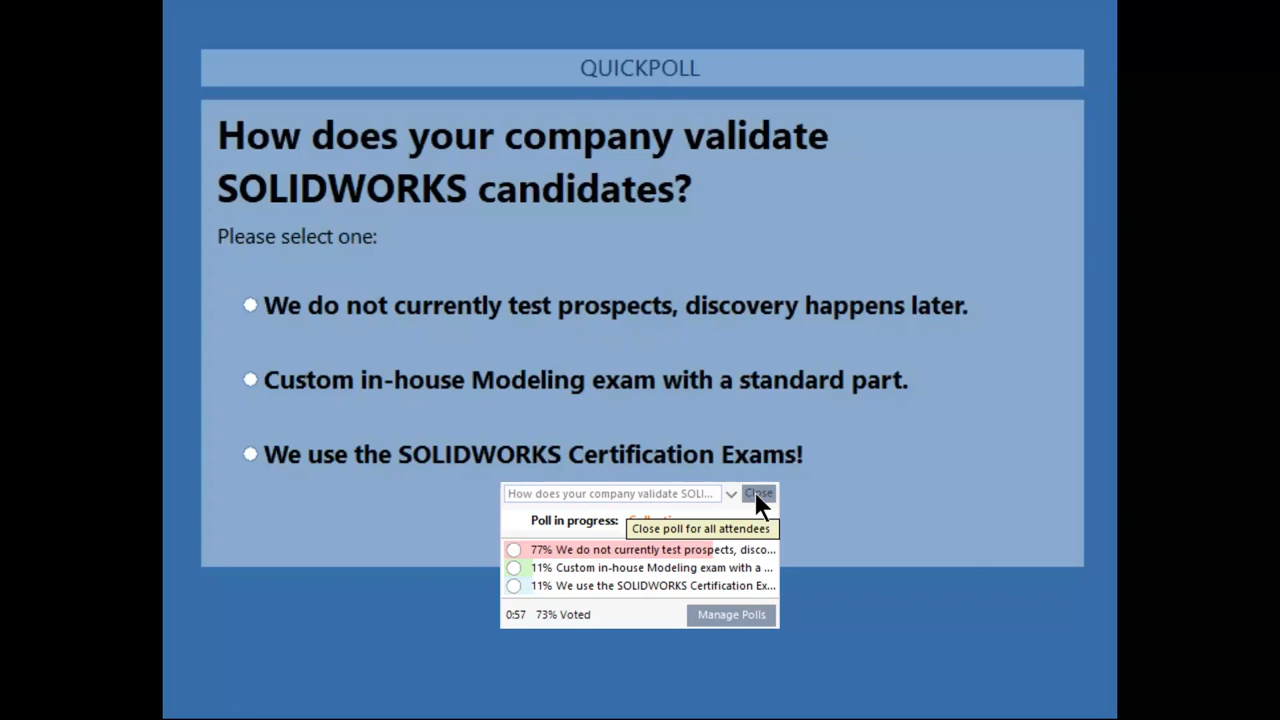 QUICKPOLL
How does your company validate
SOLIDWORKS candidates?
Please select one:
We do not currently test prospects, discovery happens later.
Custom in-house Modeling exam with a standard part.
We use the SOLIDWORKS Certification Exams!
How does your company validate SOLI...
Close
Poll in progress:
Close poll for all attendees
77% We do not currently test prospects, disco...
11% Custom in-house Modeling exam with a ...
11% We use the SOLIDWORKS Certification Ex...
0:57 73% Voted Manage Polls